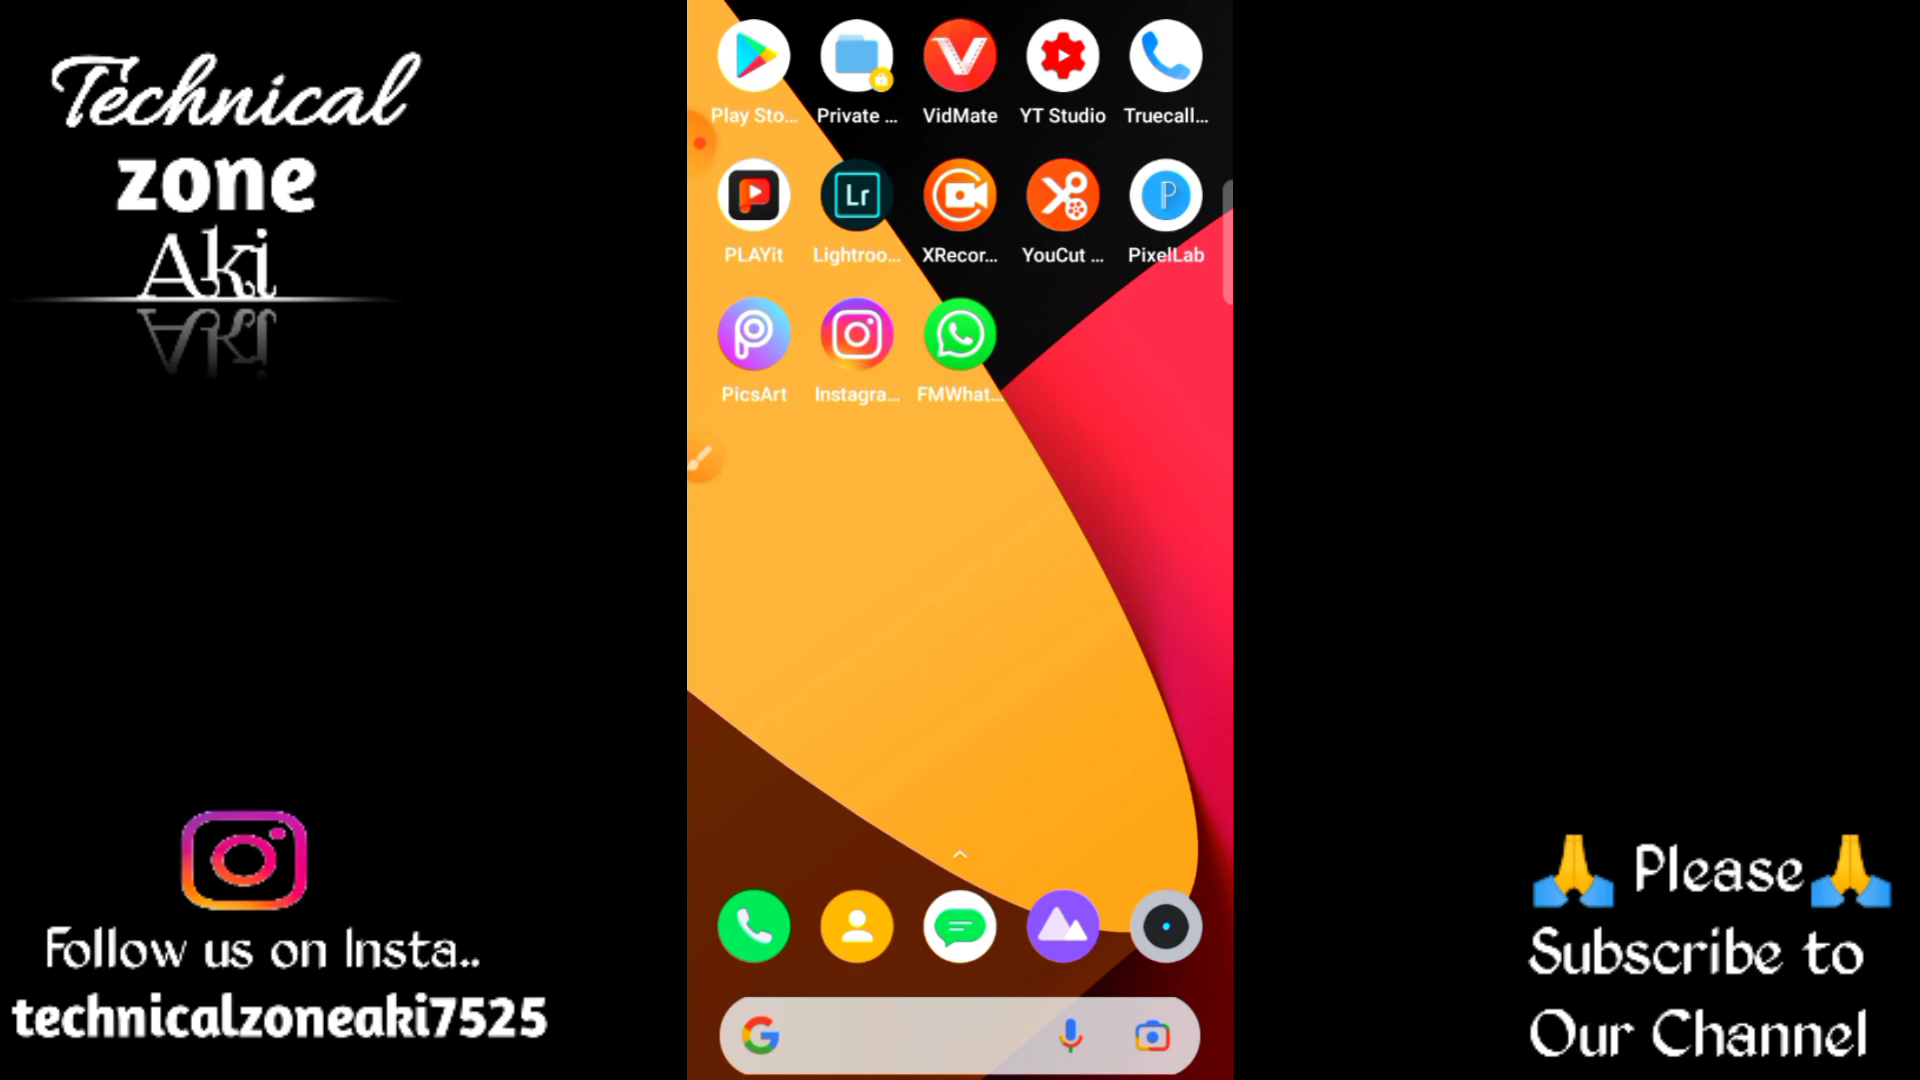 Technical
zone
Aki
Play Sto...
Private ...
VidMate
YT Studio
Truecall...
PLAYit
Lr
Lightroo...
XRecor...
YouCut ...
PixelLab
PicsArt
Instagra...
FMWhat...
Follow us on Insta..
technicalzoneaki7525
🙏 Please 🙏
Subscribe to
Our Channel